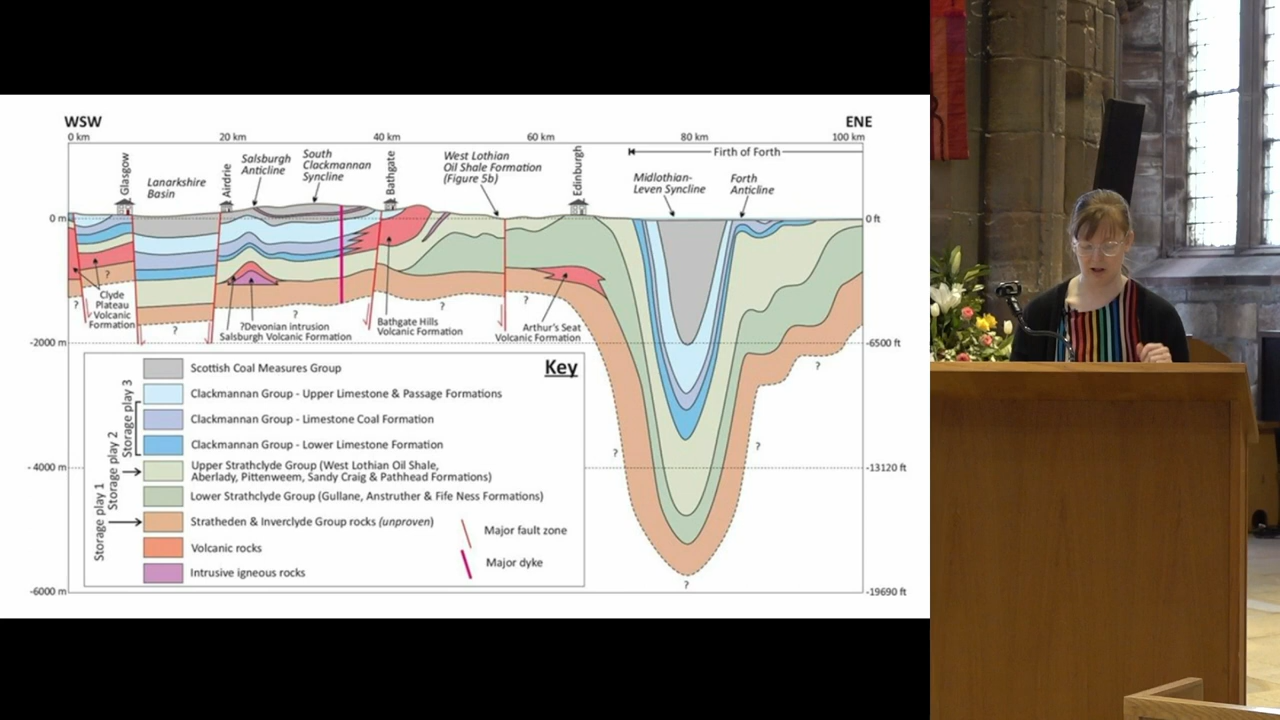 WSW
ENE
0 km
20 km
40 km
60 km
80 km
100 km
Glasgow
Lanarkshire
Basin
Airdrie
Salsburgh
Anticline
South
Clackmannan
Syncline
Bathgate
West Lothian
Oil Shale Formation
(Figure 5b)
Edinburgh
Firth of Forth
Midlothian-
Leven Syncline
Forth
Anticline
0 m
0 ft
?
?
Clyde
Plateau
Volcanic
Formation
?
?
?Devonian intrusion
Salsburgh Volcanic Formation
?
Bathgate Hills
Volcanic Formation
?
Arthur's Seat
Volcanic Formation
-2000 m
-6500 ft
?
Key
Scottish Coal Measures Group
Clackmannan Group - Upper Limestone & Passage Formations
Clackmannan Group - Limestone Coal Formation
Clackmannan Group - Lower Limestone Formation
Upper Strathclyde Group (West Lothian Oil Shale,
Aberlady, Pittenweem, Sandy Craig & Pathhead Formations)
Lower Strathclyde Group (Gullane, Anstruther & Fife Ness Formations)
Stratheden & Inverclyde Group rocks (unproven)
Volcanic rocks
Intrusive igneous rocks
Major fault zone
Major dyke
Storage play 1
Storage play 2
Storage play 3
?
?
- 4000 m
-13120 ft
?
-6000 m
-19690 ft